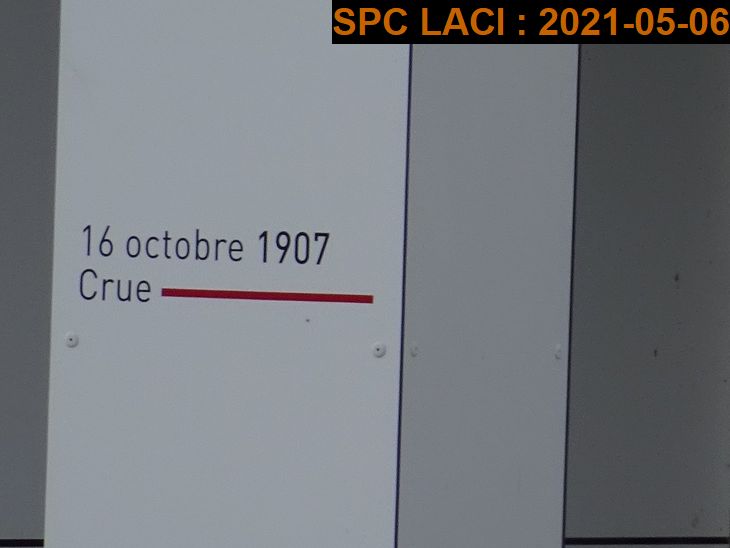 SPC LACI : 2021-05-06
16 octobre 1907
Crue